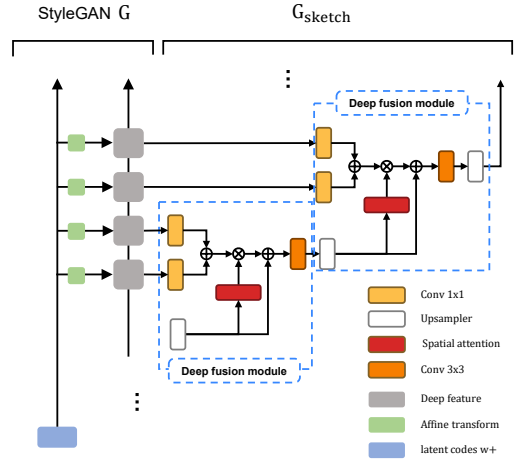 StyleGAN G
G_sketch
Deep fusion module
Deep fusion module
Conv 1x1
Upsampler
Spatial attention
Conv 3x3
Deep feature
Affine transform
latent codes w+